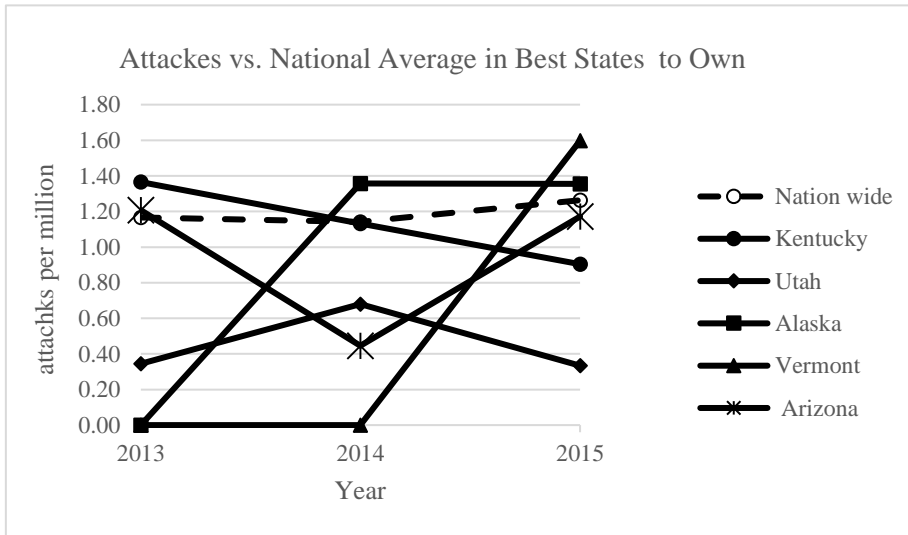 Attackes vs. National Average in Best States to Own
1.80
1.60
1.40
1.20
1.00
0.80
0.60
0.40
0.20
0.00
attachks per million
2013 2014 2015
Year
Nation wide
Kentucky
Utah
Alaska
Vermont
Arizona